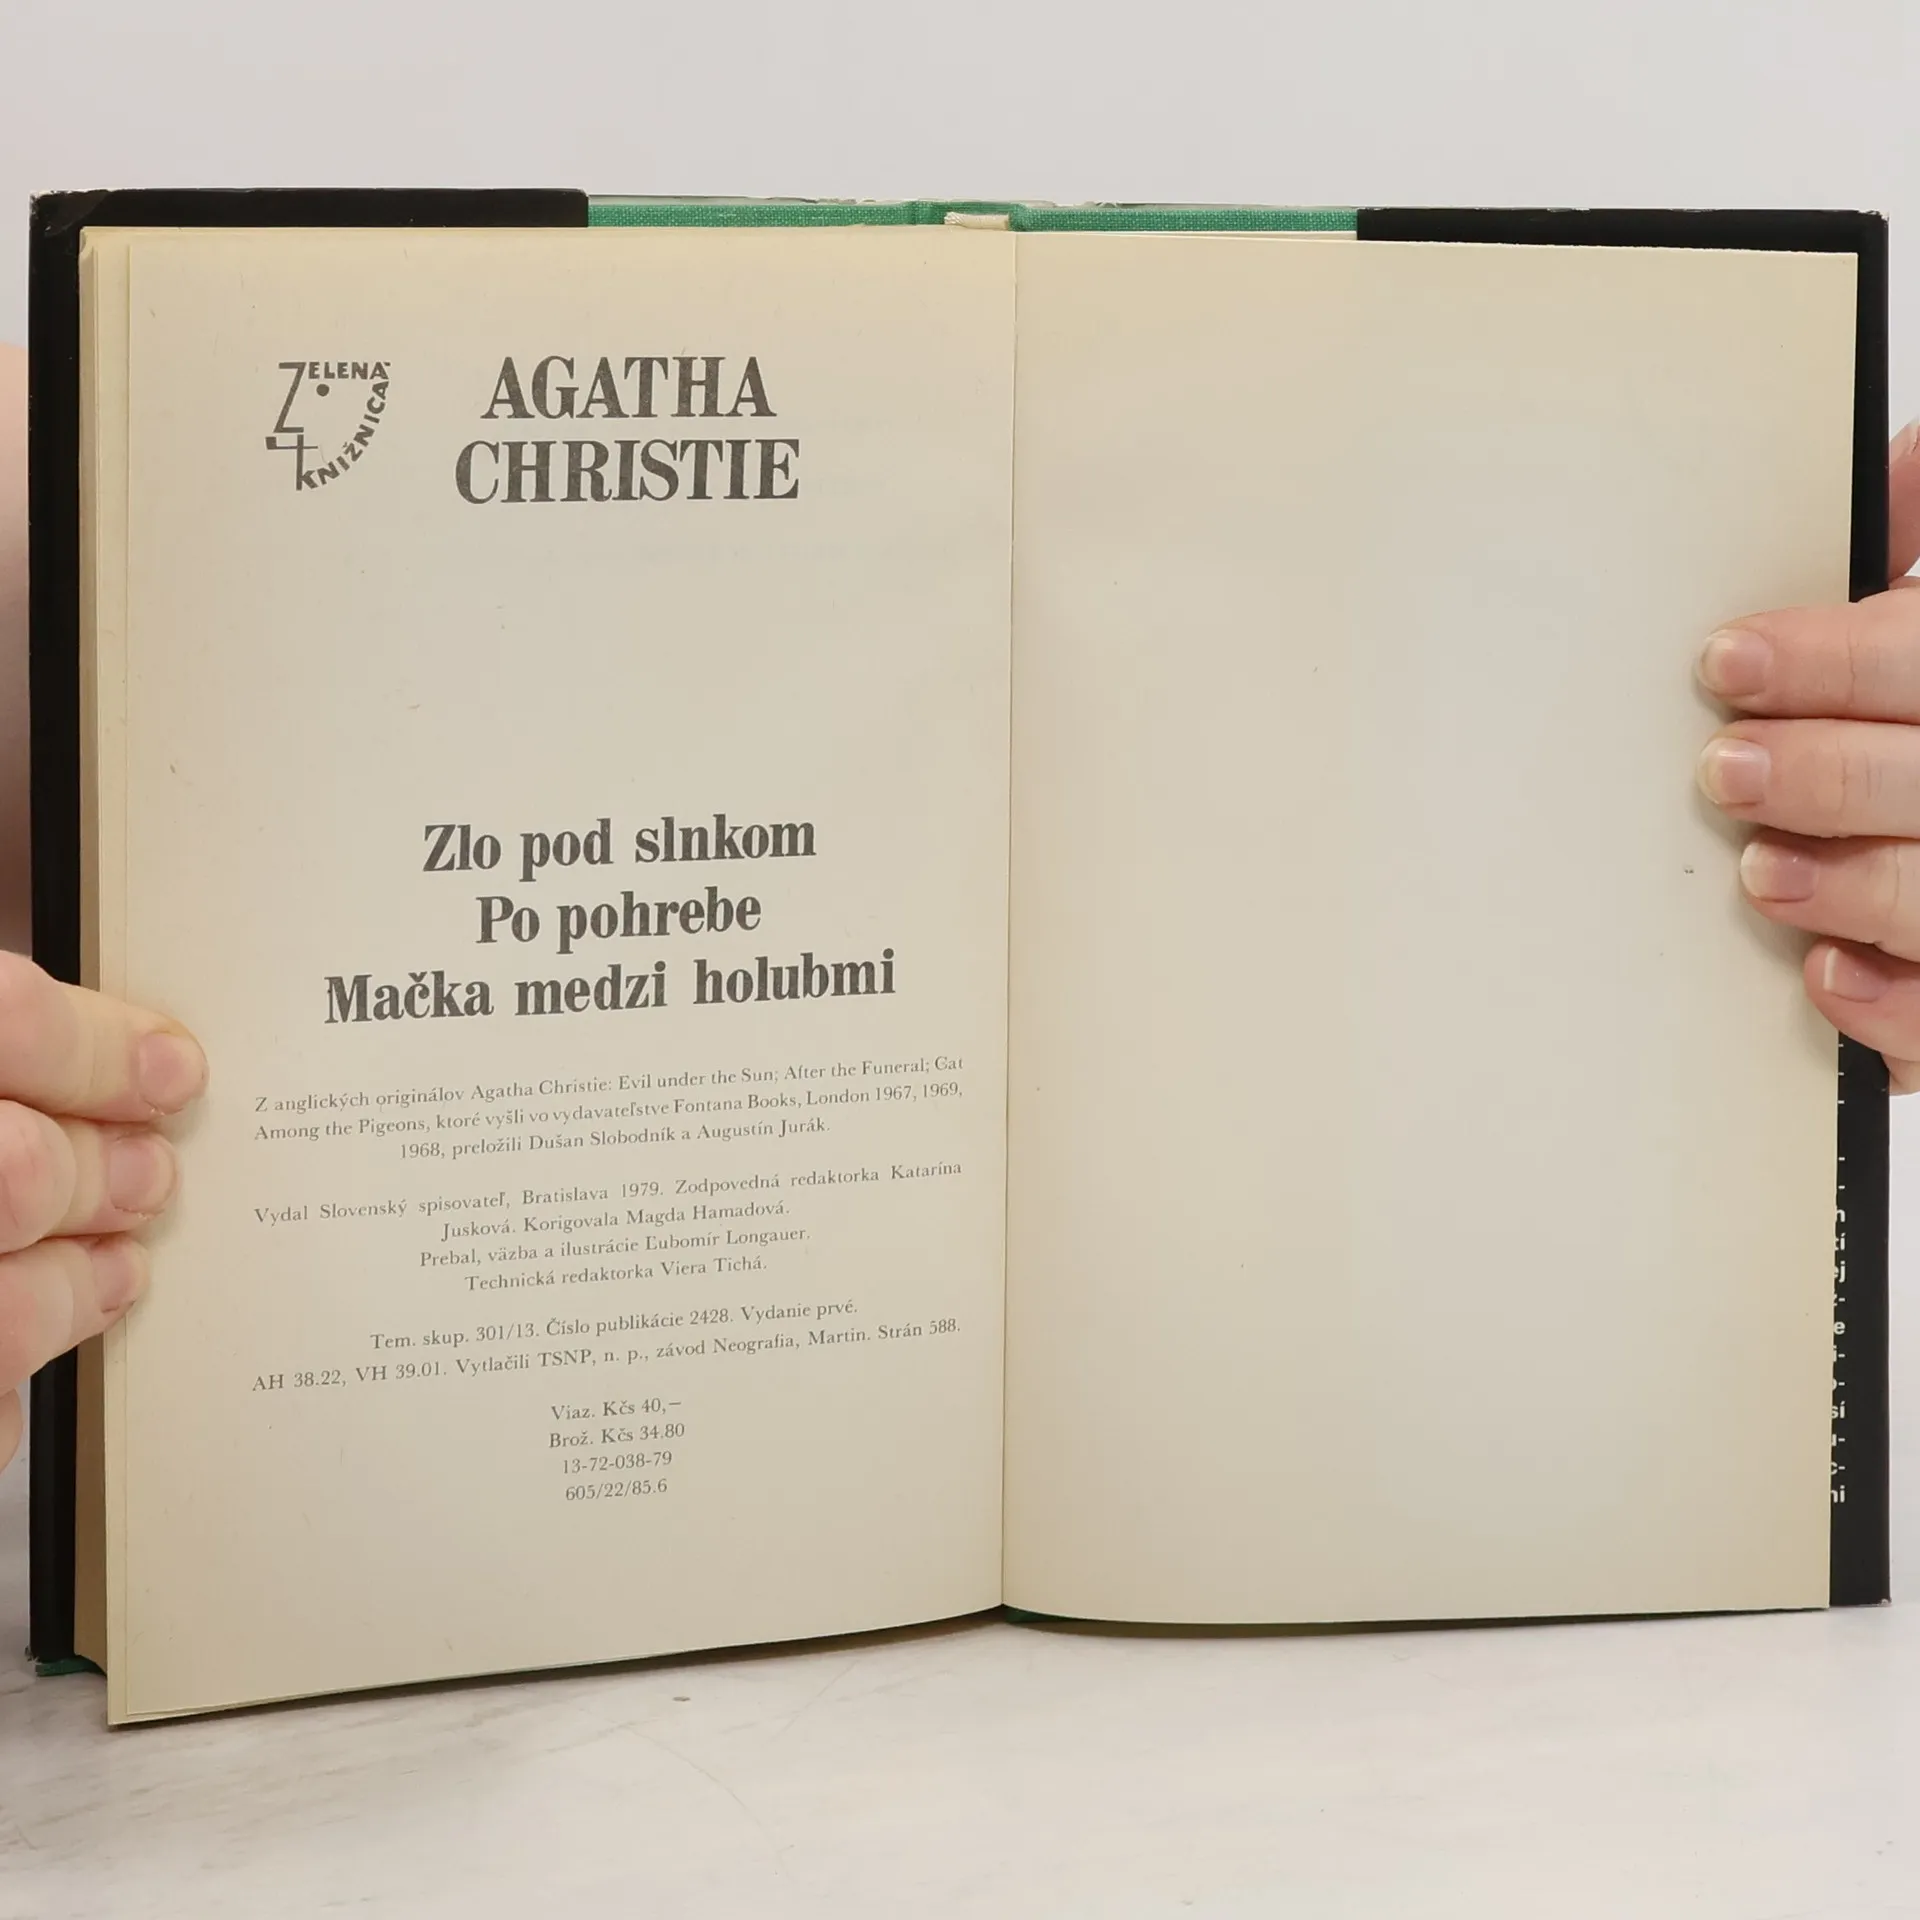 ZELENÁ
KNIŽNICA
AGATHA
CHRISTIE
Zlo pod slnkom
Po pohrebe
Mačka medzi holubmi
Z anglických originálov Agatha Christie: Evil under the Sun; After the Funeral; Cat
Among the Pigeons, ktoré vyšli vo vydavateľstve Fontana Books, London 1967, 1969,
1968, preložili Dušan Slobodník a Augustín Jurák.
Vydal Slovenský spisovateľ, Bratislava 1979. Zodpovedná redaktorka Katarína
Jusková. Korigovala Magda Hamadová.
Prebal, väzba a ilustrácie Ľubomír Longauer.
Technická redaktorka Viera Tichá.
Tem. skup. 301/13. Číslo publikácie 2428. Vydanie prvé.
AH 38.22, VH 39.01. Vytlačili TSNP, n. p., závod Neografia, Martin. Strán 588.
Viaz. Kčs 40,—
Brož. Kčs 34.80
13-72-038-79
605/22/85.6